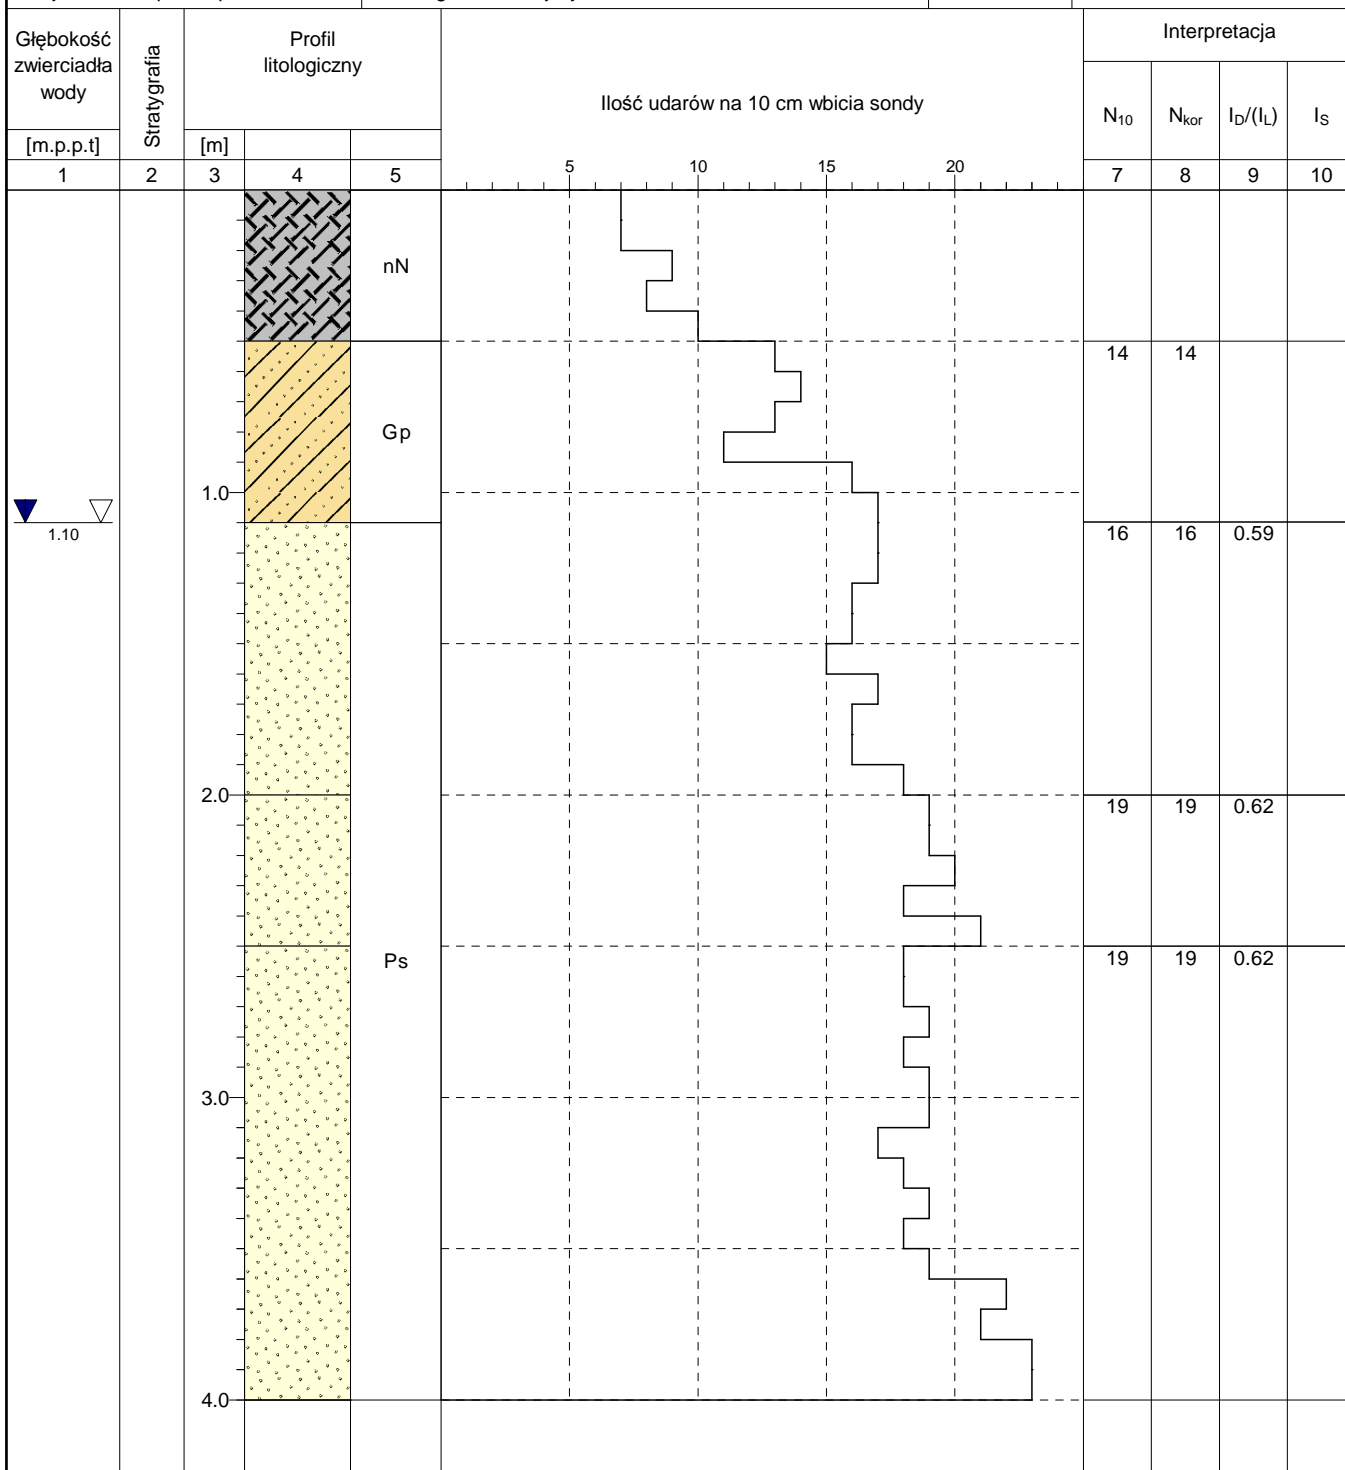 Głębokość
zwierciadła
wody
[m.p.p.t]
Stratygrafia
Profil
litologiczny
[m]
Ilość udarów na 10 cm wbicia sondy
Interpretacja
N10 Nkor ID/(IL) IS
1 2 3 4 5 7 8 9 10
5 10 15 20
nN
14 14
Gp
1.0
1.10
16 16 0.59
2.0
19 19 0.62
19 19 0.62
Ps
3.0
4.0